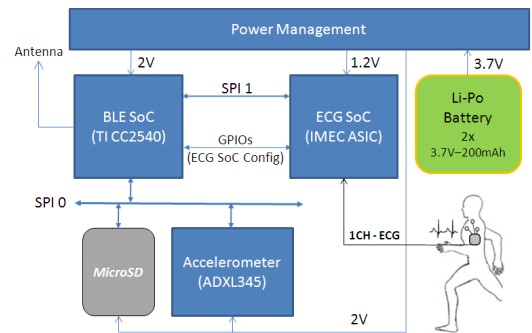 Power Management
Antenna
2V
1.2V
3.7V
BLE SoC
(TI CC2540)
SPI 1
GPIOs
(ECG SoC Config)
ECG SoC
(IMEC ASIC)
Li-Po
Battery
2x
3.7V–200mAh
SPI 0
1CH - ECG
MicroSD
Accelerometer
(ADXL345)
2V